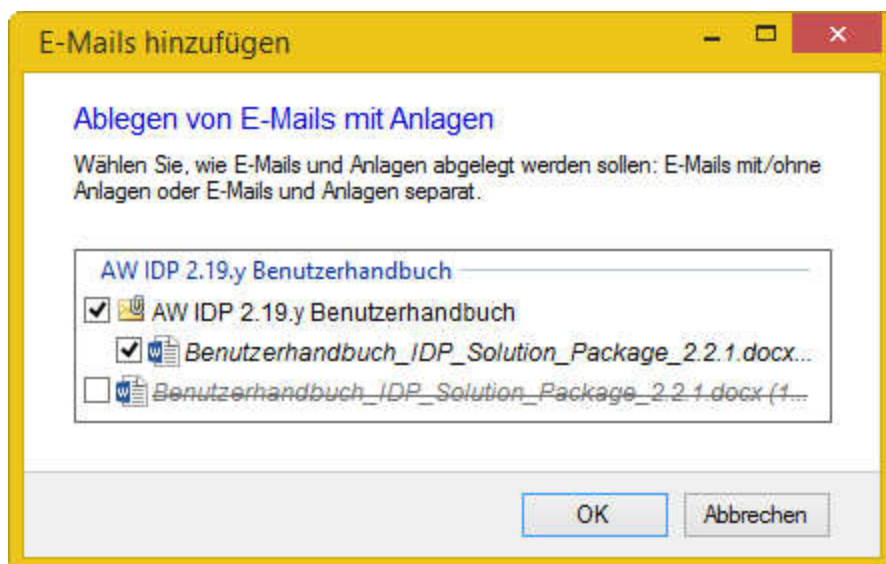 E-Mails hinzufügen
Ablegen von E-Mails mit Anlagen
Wählen Sie, wie E-Mails und Anlagen abgelegt werden sollen: E-Mails mit/ohne
Anlagen oder E-Mails und Anlagen separat.
AW IDP 2.19.y Benutzerhandbuch
AW IDP 2.19.y Benutzerhandbuch
Benutzerhandbuch_IDP_Solution_Package_2.2.1.docx...
Benutzerhandbuch_IDP_Solution_Package_2.2.1.docx (1...
OK Abbrechen